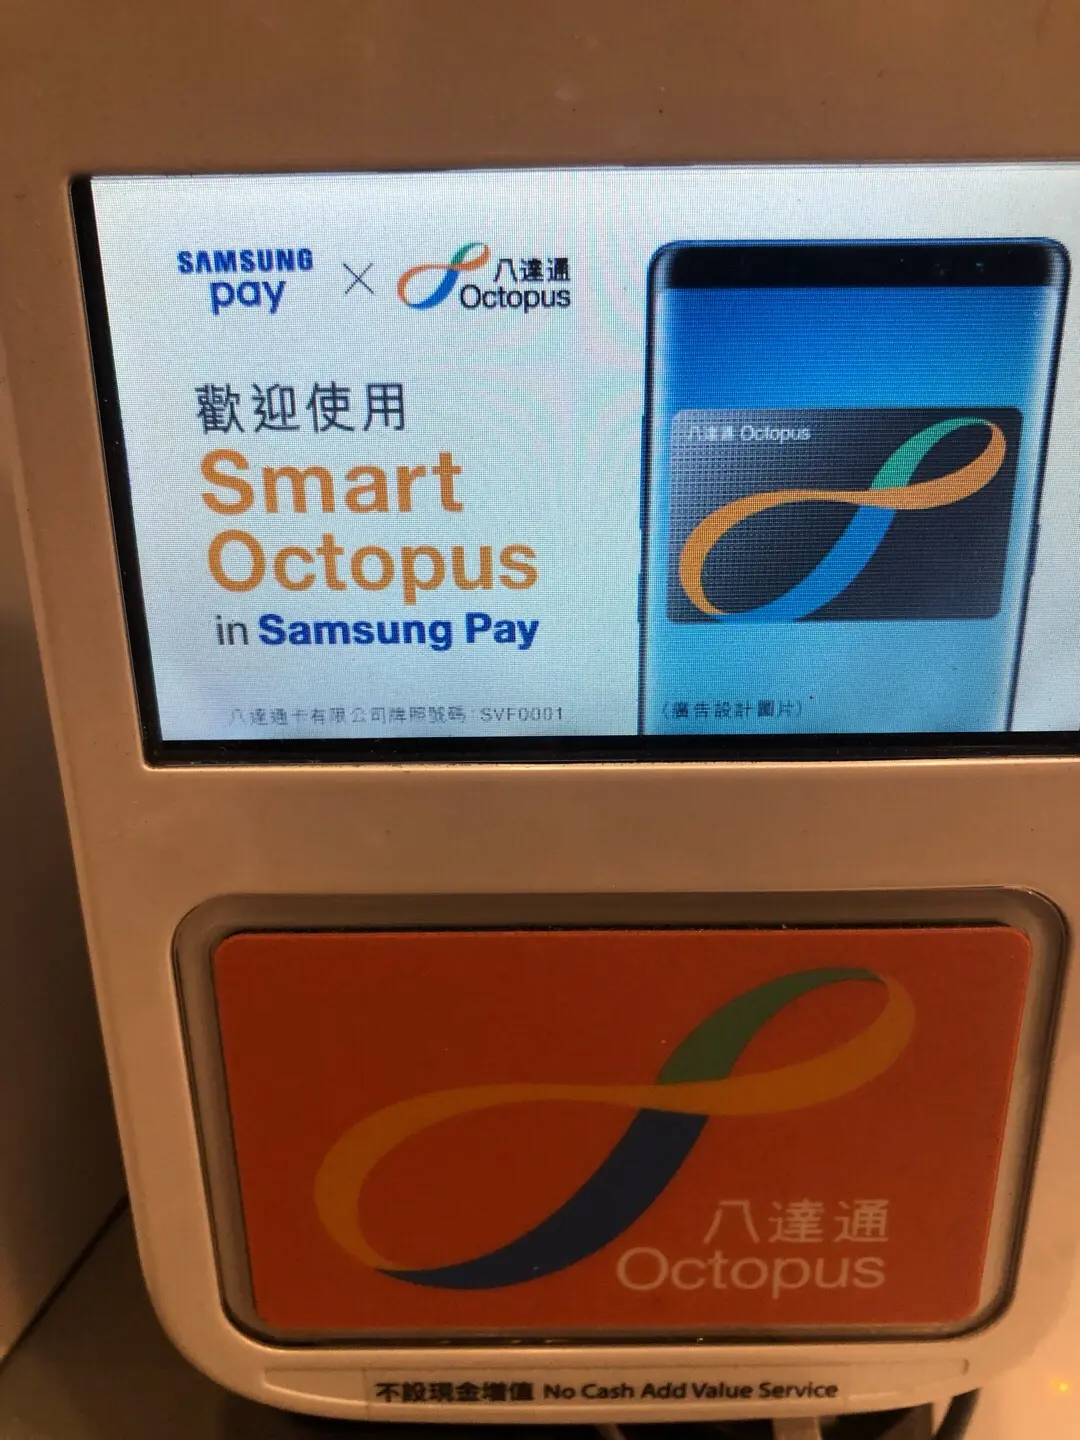 SAMSUNG
pay
八達通
Octopus
歡迎使用
Smart
Octopus
in Samsung Pay
八達通卡有限公司牌照號碼 SVF0001
八達通 Octopus
(廣告設計圖片)
八達通
Octopus
不設現金增值 No Cash Add Value Service